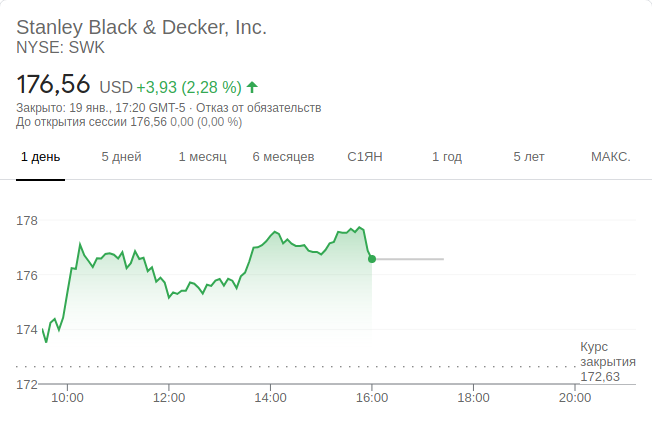 Stanley Black & Decker, Inc.
NYSE: SWK
176,56 USD +3,93 (2,28 %)
Закрыто: 19 янв., 17:20 GMT-5 · Отказ от обязательств
До открытия сессии 176,56 0,00 (0,00 %)
1 день 5 дней 1 месяц 6 месяцев С1ЯН 1 год 5 лет МАКС.
178
176
174
Курс
закрытия
172,63
172
10:00 12:00 14:00 16:00 18:00 20:00